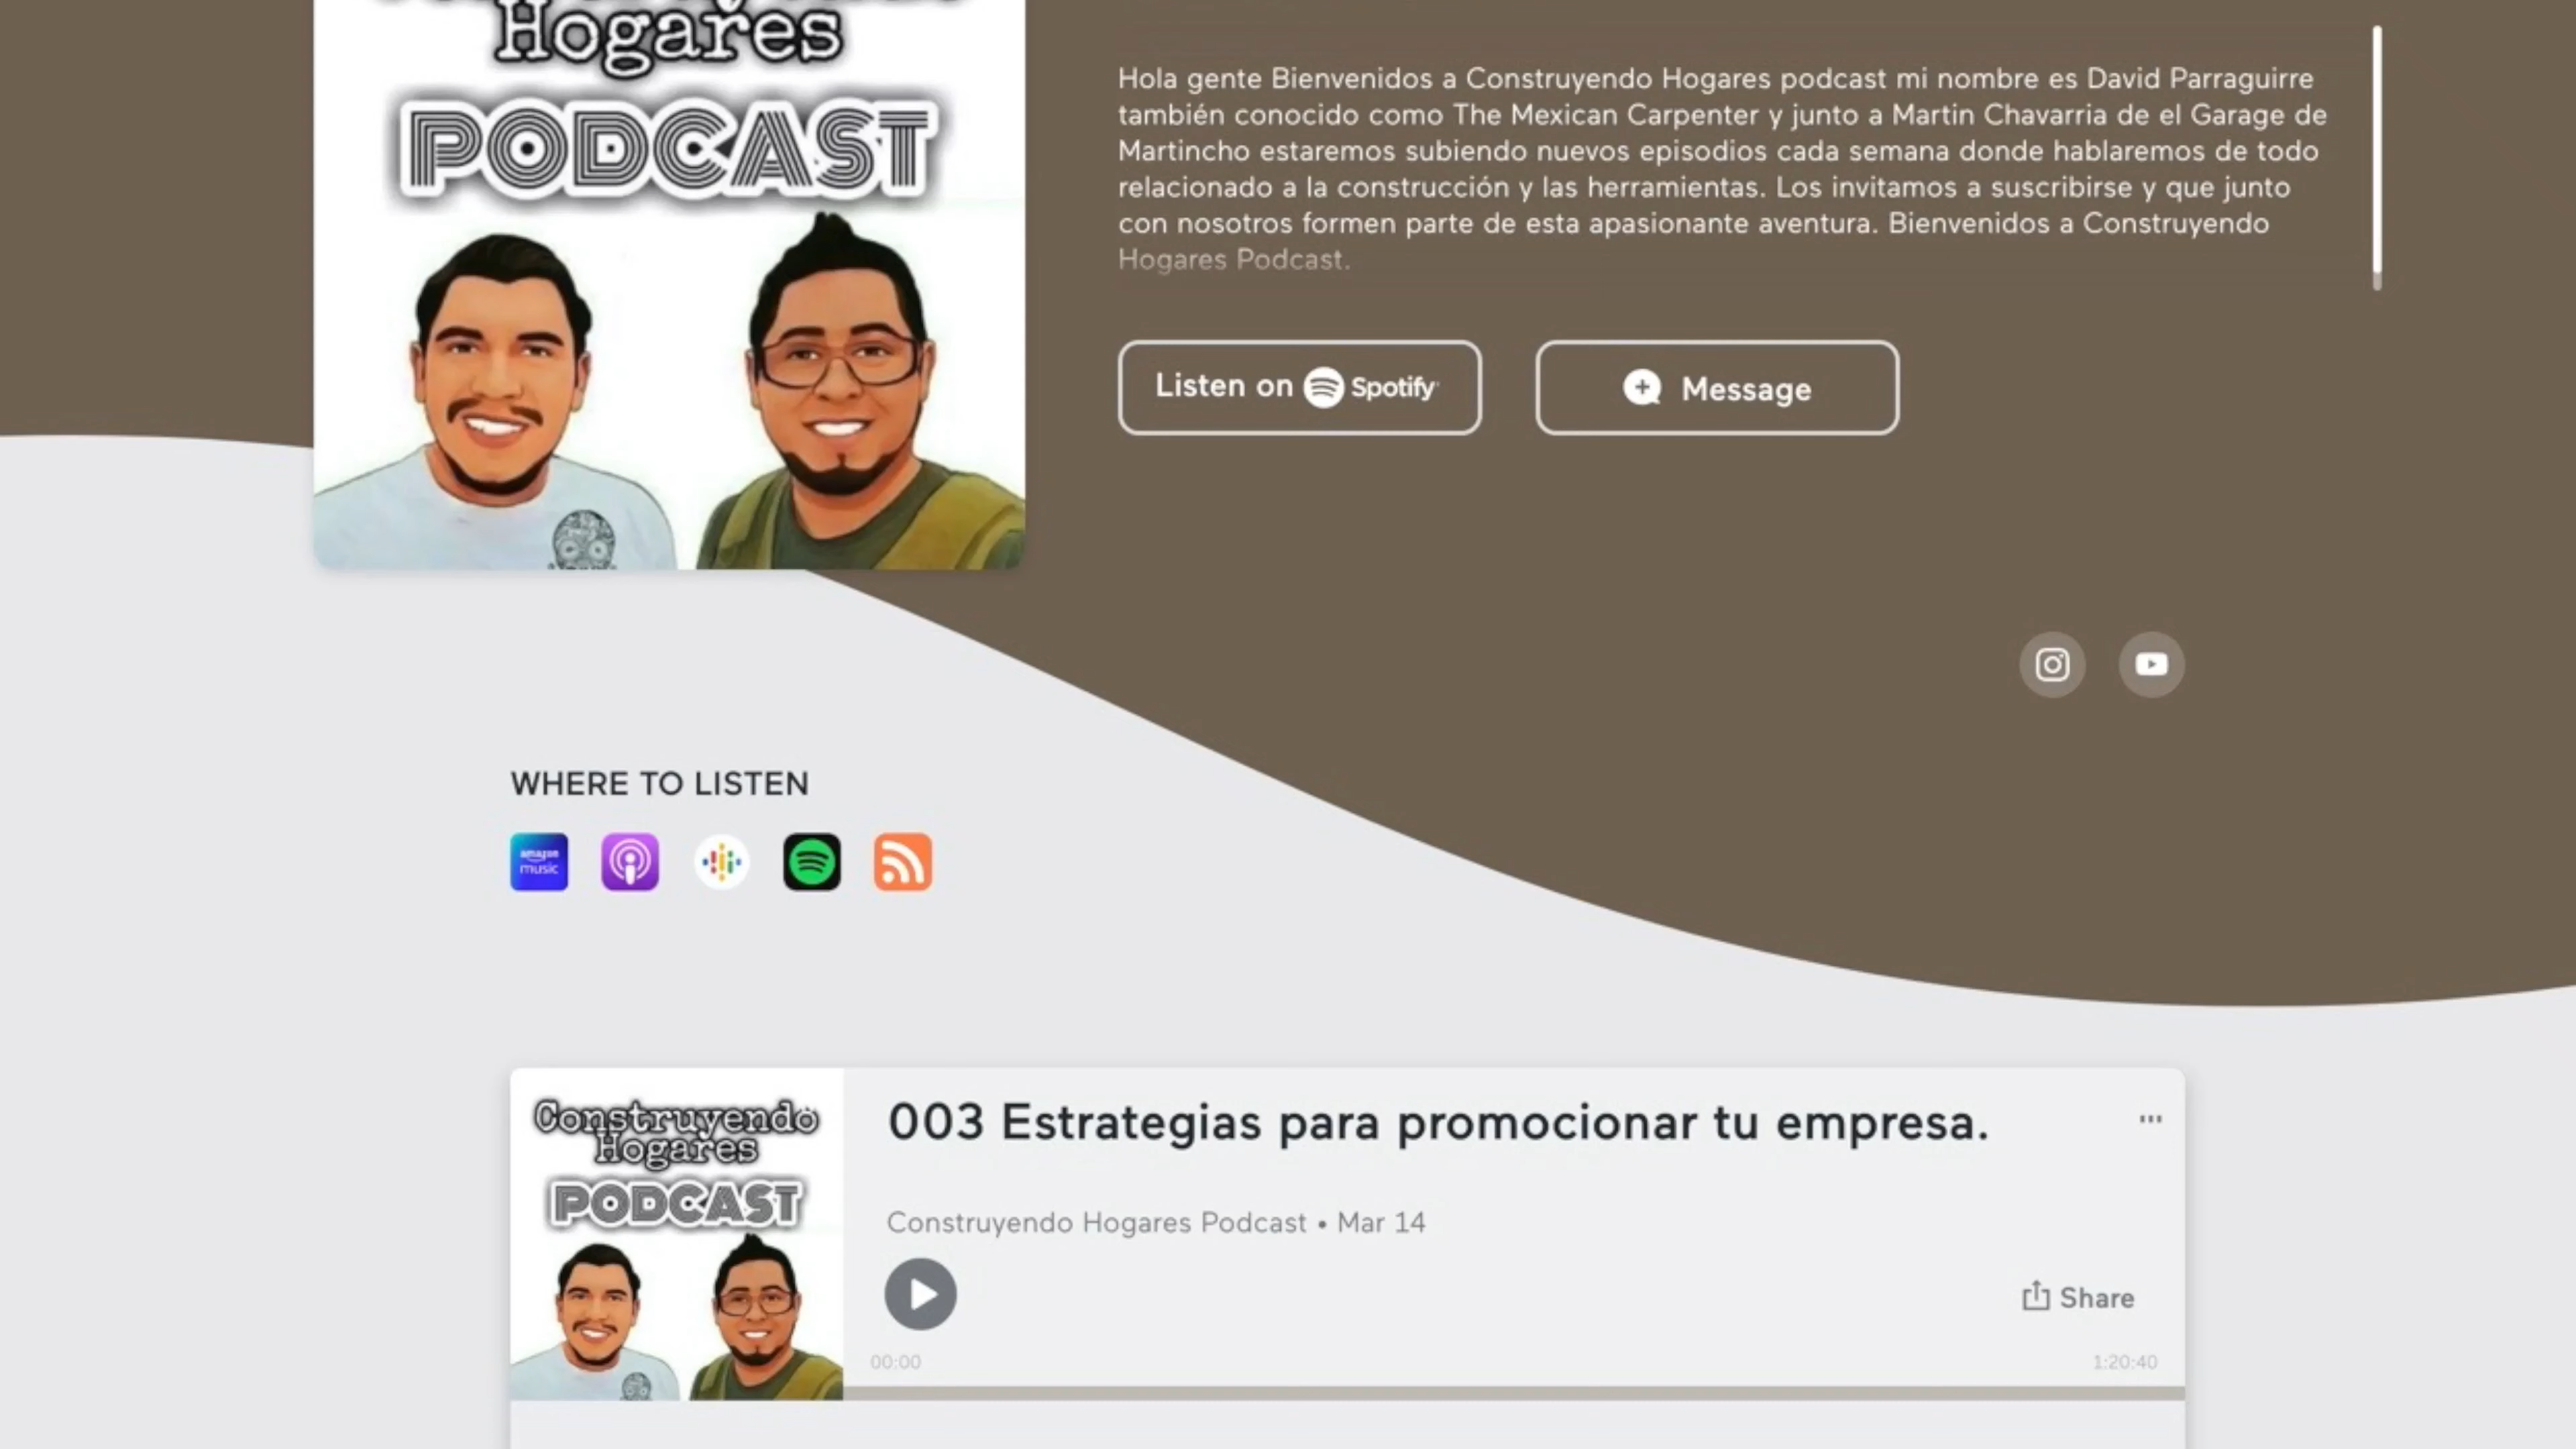 Hogares
PODCAST
Hola gente Bienvenidos a Construyendo Hogares podcast mi nombre es David Parraguirre
también conocido como The Mexican Carpenter y junto a Martin Chavarria de el Garage de
Martincho estaremos subiendo nuevos episodios cada semana donde hablaremos de todo
relacionado a la construcción y las herramientas. Los invitamos a suscribirse y que junto
con nosotros formen parte de esta apasionante aventura. Bienvenidos a Construyendo
Hogares Podcast.
Listen on Spotify
Message
WHERE TO LISTEN
amazon
music
Construyendo
Hogares
PODCAST
003 Estrategias para promocionar tu empresa.
Construyendo Hogares Podcast • Mar 14
Share
00:00
1:20:40